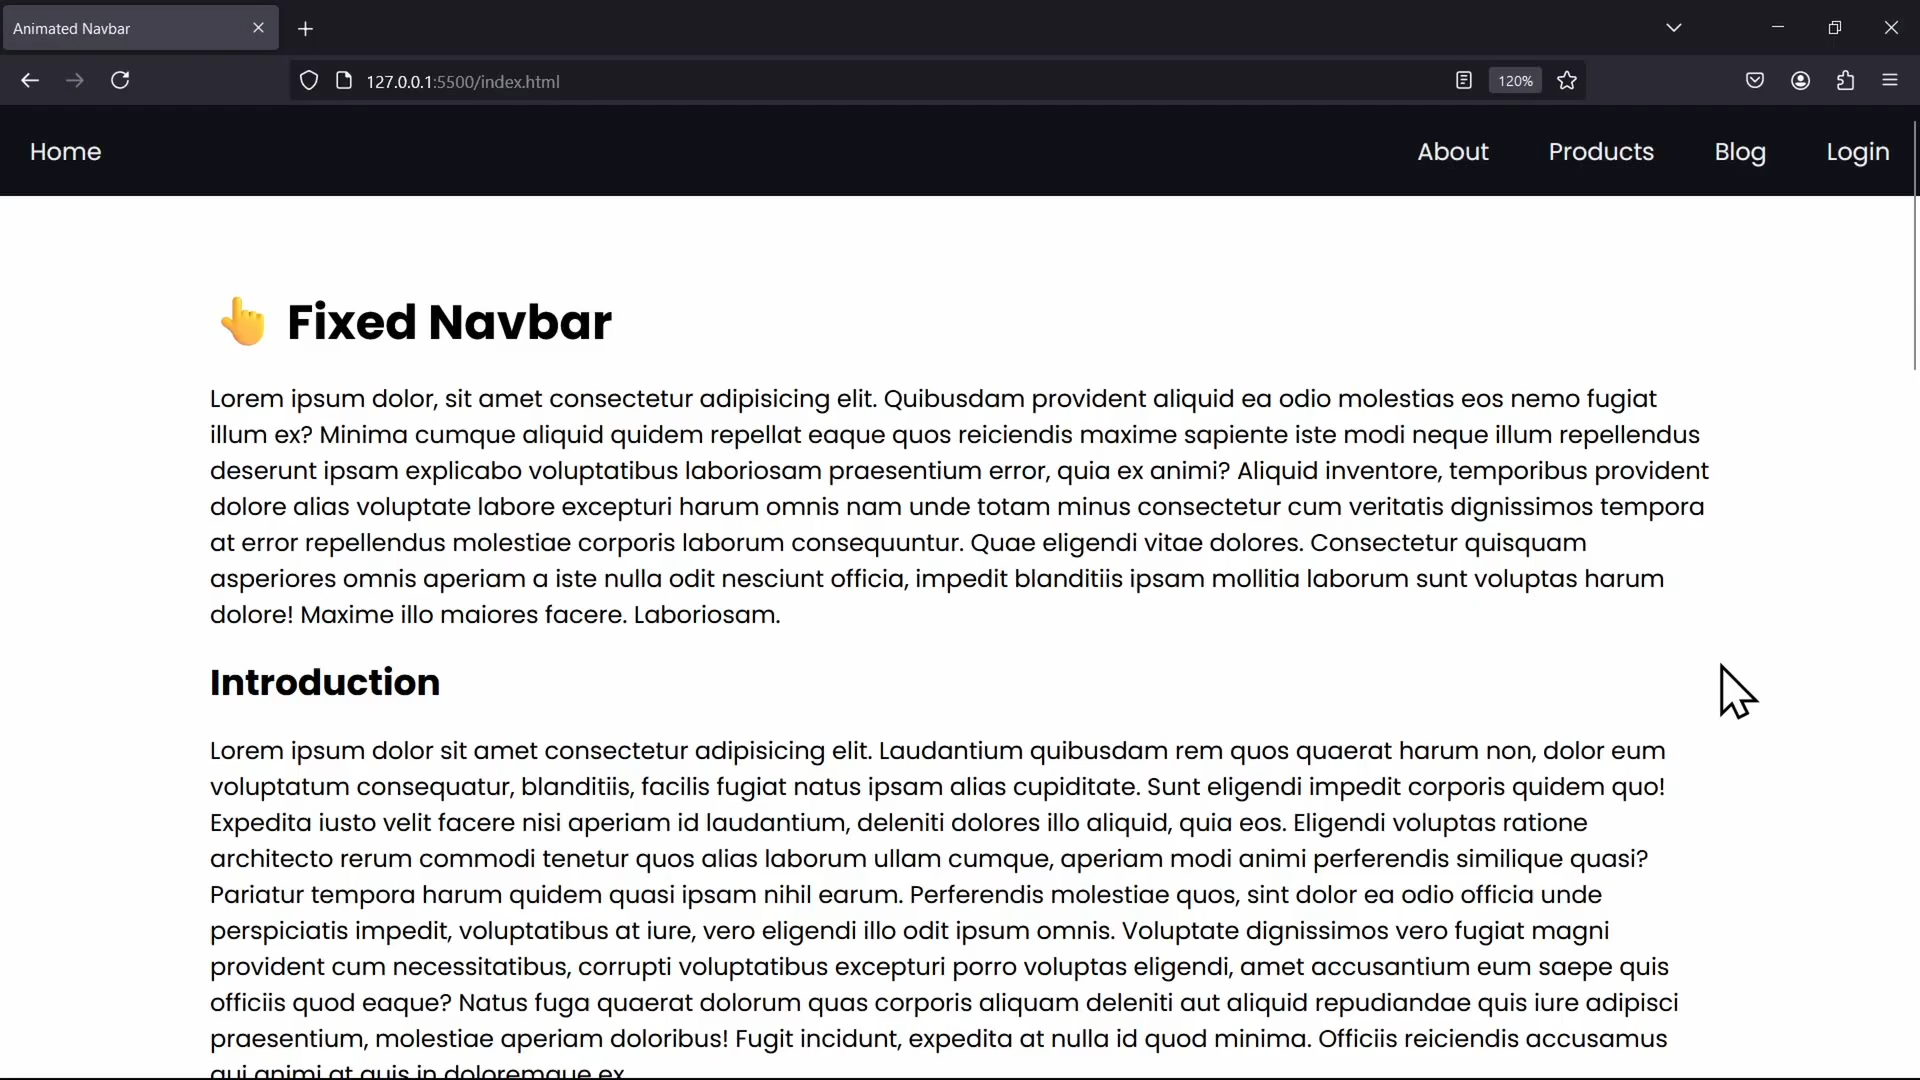 Animated Navbar
127.0.0.1:5500/index.html
120%
Home
About
Products
Blog
Login
👆 Fixed Navbar
Lorem ipsum dolor, sit amet consectetur adipisicing elit. Quibusdam provident aliquid ea odio molestias eos nemo fugiat
illum ex? Minima cumque aliquid quidem repellat eaque quos reiciendis maxime sapiente iste modi neque illum repellendus
deserunt ipsam explicabo voluptatibus laboriosam praesentium error, quia ex animi? Aliquid inventore, temporibus provident
dolore alias voluptate labore excepturi harum omnis nam unde totam minus consectetur cum veritatis dignissimos tempora
at error repellendus molestiae corporis laborum consequuntur. Quae eligendi vitae dolores. Consectetur quisquam
asperiores omnis aperiam a iste nulla odit nesciunt officia, impedit blanditiis ipsam mollitia laborum sunt voluptas harum
dolore! Maxime illo maiores facere. Laboriosam.
Introduction
Lorem ipsum dolor sit amet consectetur adipisicing elit. Laudantium quibusdam rem quos quaerat harum non, dolor eum
voluptatum consequatur, blanditiis, facilis fugiat natus ipsam alias cupiditate. Sunt eligendi impedit corporis quidem quo!
Expedita iusto velit facere nisi aperiam id laudantium, deleniti dolores illo aliquid, quia eos. Eligendi voluptas ratione
architecto rerum commodi tenetur quos alias laborum ullam cumque, aperiam modi animi perferendis similique quasi?
Pariatur tempora harum quidem quasi ipsam nihil earum. Perferendis molestiae quos, sint dolor ea odio officia unde
perspiciatis impedit, voluptatibus at iure, vero eligendi illo odit ipsum omnis. Voluptate dignissimos vero fugiat magni
provident cum necessitatibus, corrupti voluptatibus excepturi porro voluptas eligendi, amet accusantium eum saepe quis
officiis quod eaque? Natus fuga quaerat dolorum quas corporis aliquam deleniti aut aliquid repudiandae quis iure adipisci
praesentium, molestiae aperiam doloribus! Fugit incidunt, expedita at nulla id quod minima. Officiis reiciendis accusamus
qui animi at quis in doloremque ex.